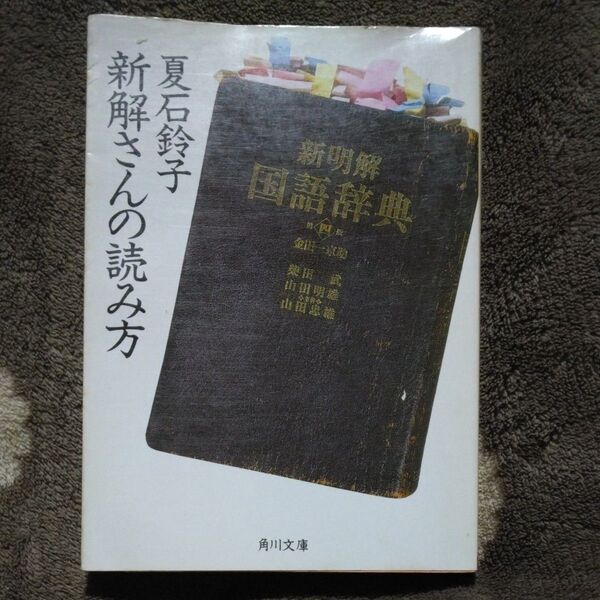 夏石鈴子
新解さんの読み方
新明解
国語辞典
第四版
金田一京助
柴田 武
山田明雄
山田忠雄
角川文庫